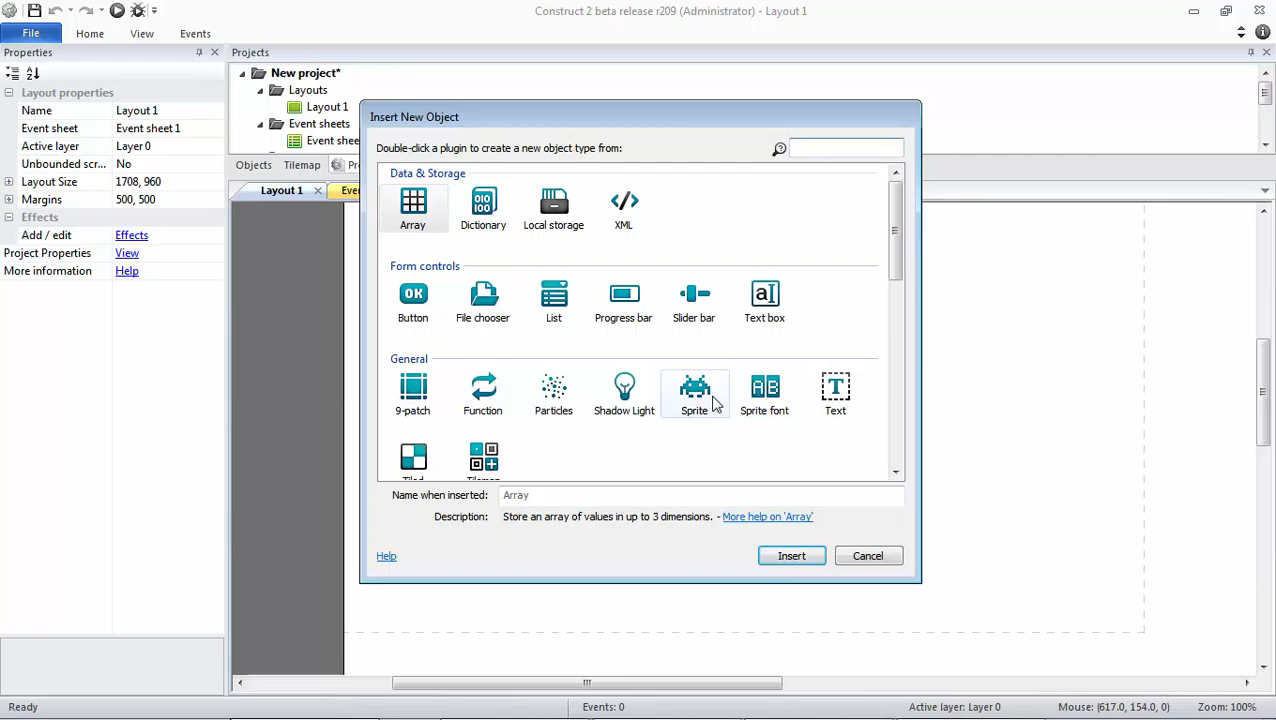 Construct 2 beta release r209 (Administrator) - Layout 1
File Home View Events
Properties
Layout properties
Name Layout 1
Event sheet Event sheet 1
Active layer Layer 0
Unbounded scr... No
Layout Size 1708, 960
Margins 500, 500
Effects
Add / edit Effects
Project Properties View
More information Help
Projects
New project*
Layouts
Layout 1
Event sheets
Event shee
Objects Tilemap Pr
Layout 1 Even
Insert New Object
Double-click a plugin to create a new object type from:
Data & Storage
Array Dictionary Local storage XML
OK aI
Form controls
Button File chooser List Progress bar Slider bar Text box
General
AB T
9-patch Function Particles Shadow Light Sprite Sprite font Text
Name when inserted: Array
Description: Store an array of values in up to 3 dimensions. - More help on 'Array'
Help Insert Cancel
Ready Events: 0 Active layer: Layer 0 Mouse: (617.0, 154.0, 0) Zoom: 100%